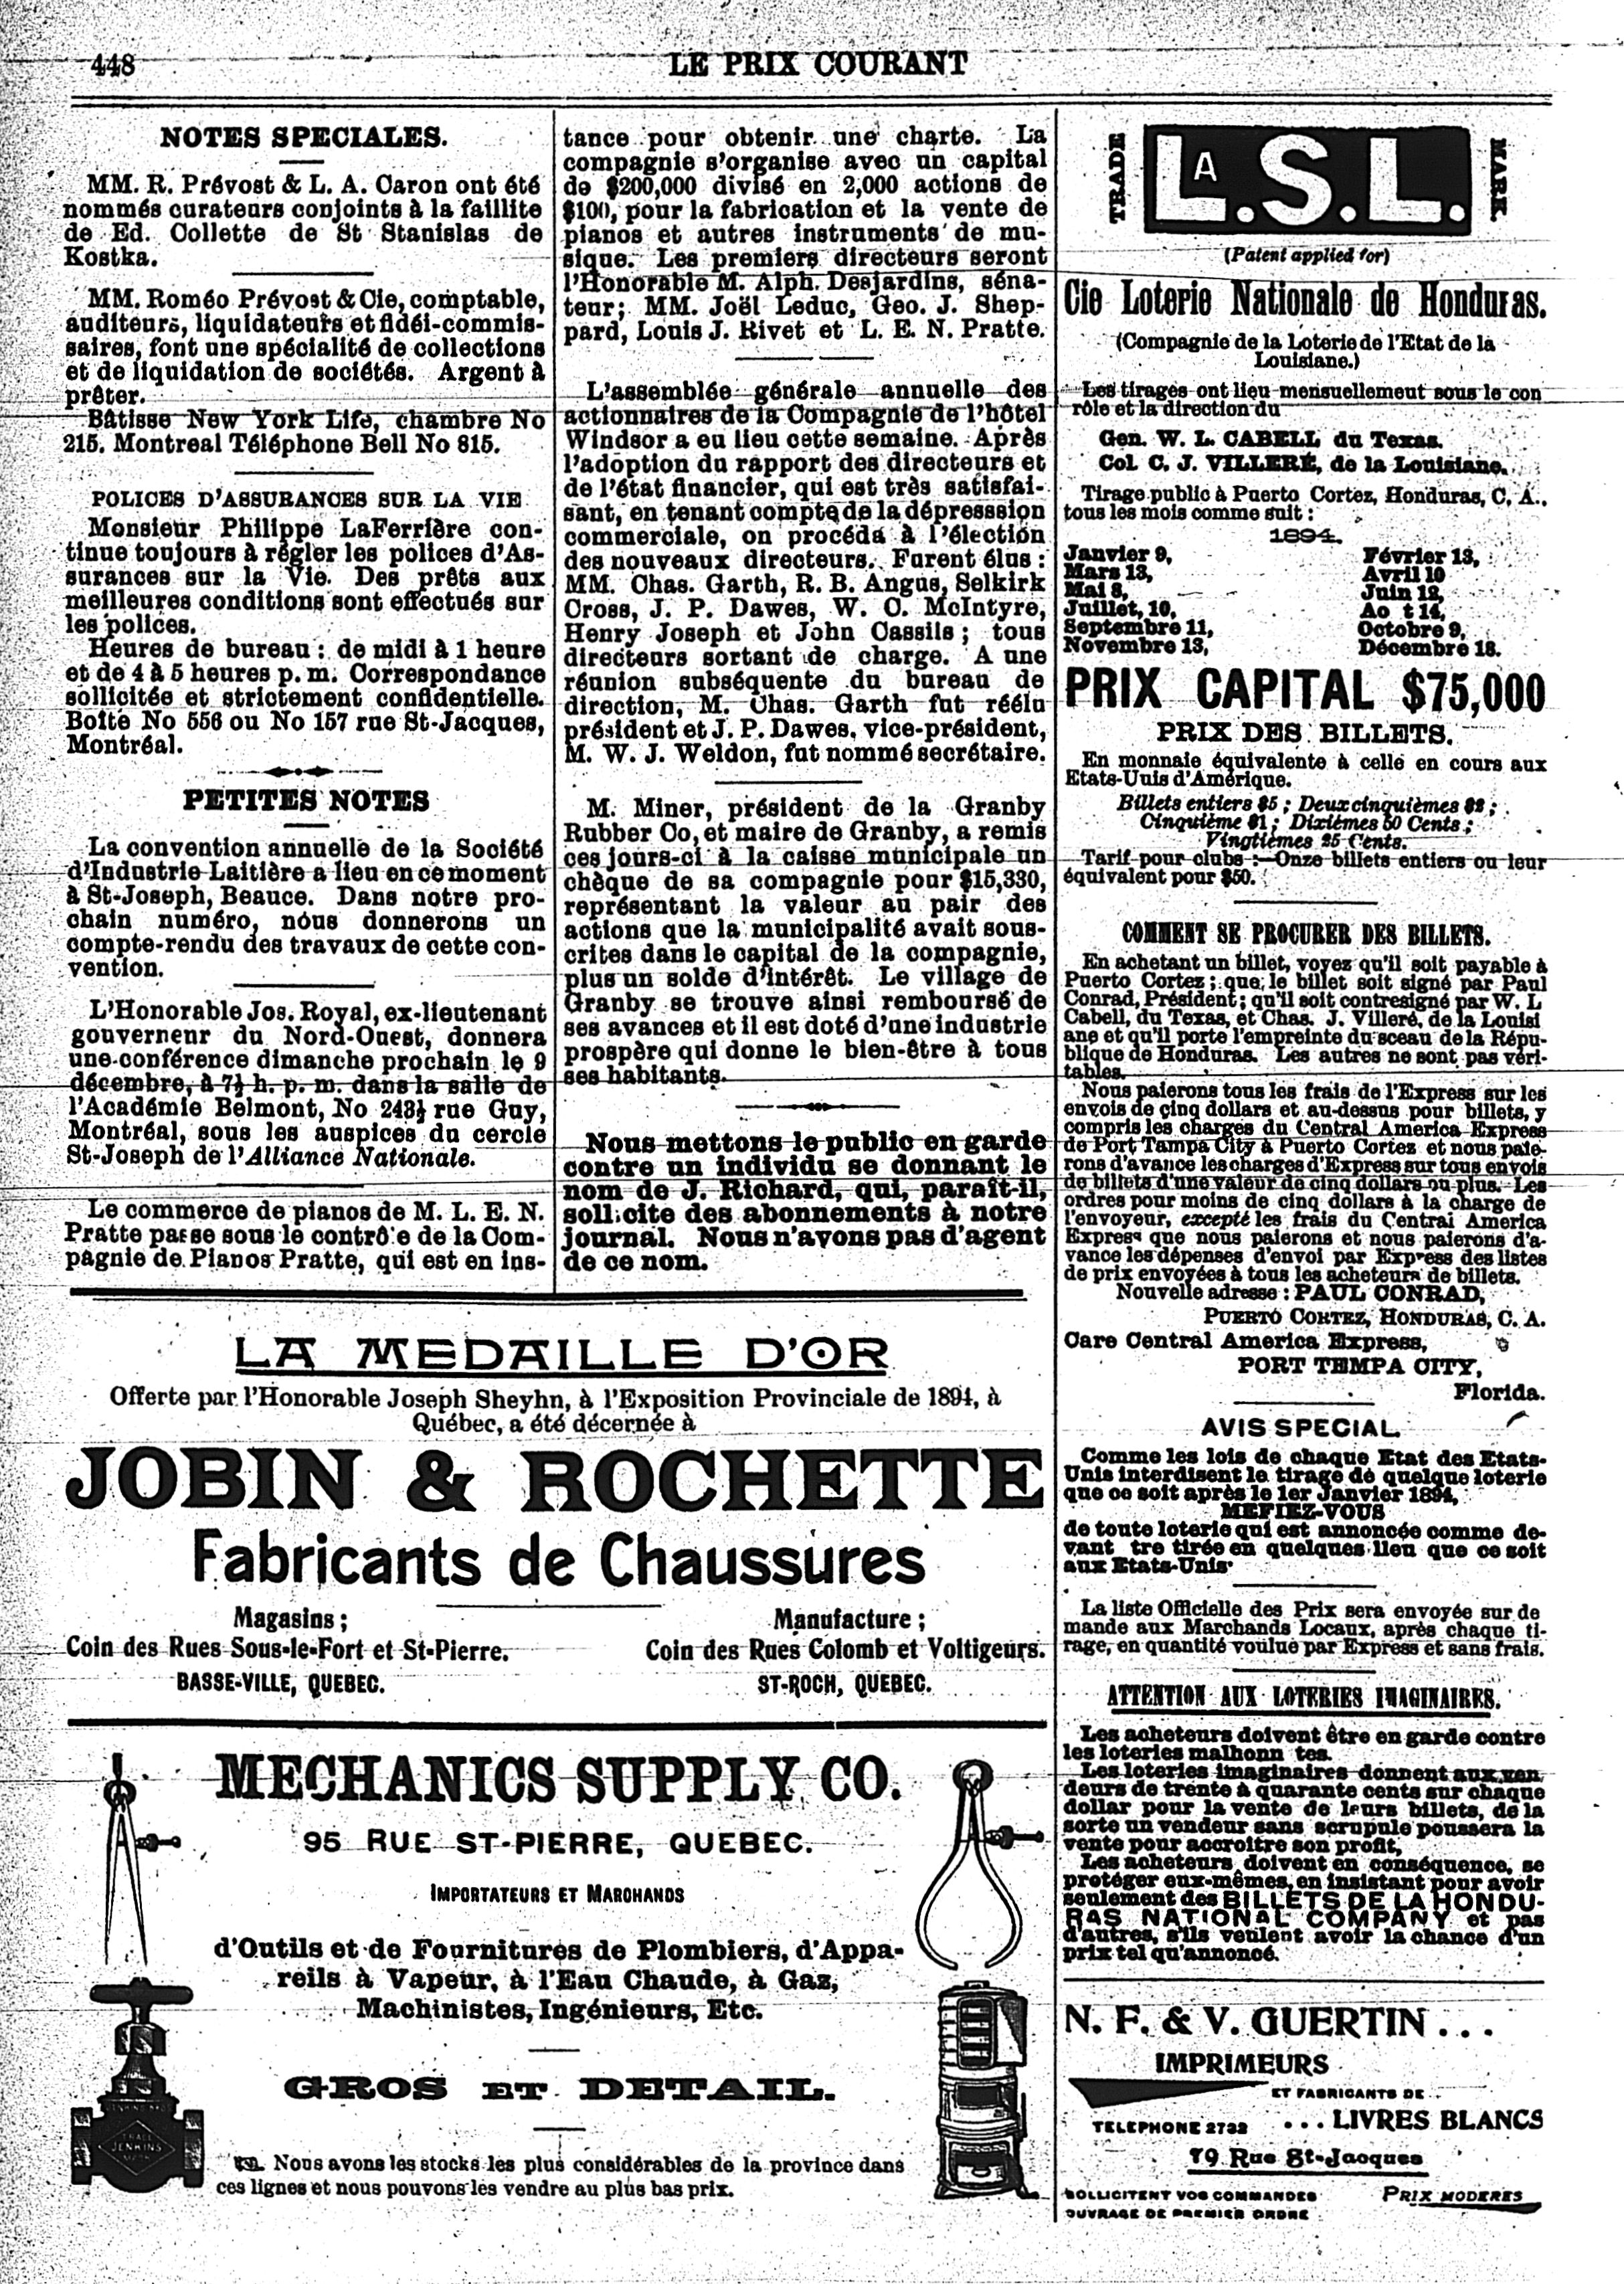 448
LE PRIX COURANT
NOTES SPECIALES.
MM. R. Prévost & L. A. Caron ont été
nommés curateurs conjoints à la faillite
de Ed. Collette de St Stanislas de
Kostka.
MM. Roméo Prévost & Cie, comptable,
auditeurs, liquidateurs et fidéi-commis-
saires, font une spécialité de collections
et de liquidation de sociétés. Argent à
prêter.
Bâtisse New York Life, chambre No
215. Montreal Téléphone Bell No 815.
POLICES D'ASSURANCES SUR LA VIE
Monsieur Philippe LaFerrière con-
tinue toujours à régler les polices d'As-
surances sur la Vie. Des prêts aux
meilleures conditions sont effectués sur
les polices.
Heures de bureau : de midi à 1 heure
et de 4 à 5 heures p. m. Correspondance
sollicitée et strictement confidentielle.
Boîte No 556 ou No 157 rue St-Jacques,
Montréal.
PETITES NOTES
La convention annuelle de la Société
d'Industrie Laitière a lieu en ce moment
à St-Joseph, Beauce. Dans notre pro-
chain numéro, nous donnerons un
compte-rendu des travaux de cette con-
vention.
L'Honorable Jos. Royal, ex-lieutenant
gouverneur du Nord-Ouest, donnera
une conférence dimanche prochain le 9
décembre, à 7½ h. p. m. dans la salle de
l'Académie Belmont, No 243½ rue Guy,
Montréal, sous les auspices du cercle
St-Joseph de l'Alliance Nationale.
Le commerce de pianos de M. L. E. N.
Pratte passe sous le contrô'e de la Com-
pagnie de Pianos Pratte, qui est en ins-
tance pour obtenir une charte. La
compagnie s'organise avec un capital
de $200,000 divisé en 2,000 actions de
$100, pour la fabrication et la vente de
pianos et autres instruments de mu-
sique. Les premiers directeurs seront
l'Honorable M. Alph. Desjardins, séna-
teur; MM. Joël Leduc, Geo. J. Shep-
pard, Louis J. Rivet et L. E. N. Pratte.
L'assemblée générale annuelle des
actionnaires de la Compagnie de l'hôtel
Windsor a eu lieu cette semaine. Après
l'adoption du rapport des directeurs et
de l'état financier, qui est très satisfai-
sant, en tenant compte de la dépresssion
commerciale, on procéda à l'élection
des nouveaux directeurs. Furent élus :
MM. Chas. Garth, R. B. Angus, Selkirk
Cross, J. P. Dawes, W. C. McIntyre,
Henry Joseph et John Cassils ; tous
directeurs sortant de charge. A une
réunion subséquente du bureau de
direction, M. Chas. Garth fut réélu
président et J. P. Dawes, vice-président,
M. W. J. Weldon, fut nommé secrétaire.
M. Miner, président de la Granby
Rubber Co, et maire de Granby, a remis
ces jours-ci à la caisse municipale un
chèque de sa compagnie pour $15,330,
représentant la valeur au pair des
actions que la municipalité avait sous-
crites dans le capital de la compagnie,
plus un solde d'intérêt. Le village de
Granby se trouve ainsi remboursé de
ses avances et il est doté d'une industrie
prospère qui donne le bien-être à tous
ses habitants.
Nous mettons le public en garde
contre un individu se donnant le
nom de J. Richard, qui, paraît-il,
sollicite des abonnements à notre
journal. Nous n'avons pas d'agent
de ce nom.
LA MEDAILLE D'OR
Offerte par l'Honorable Joseph Sheyhn, à l'Exposition Provinciale de 1894, à
Québec, a été décernée à
JOBIN & ROCHETTE
Fabricants de Chaussures
Magasins ;
Coin des Rues Sous-le-Fort et St-Pierre.
BASSE-VILLE, QUEBEC.
Manufacture ;
Coin des Rues Colomb et Voltigeurs.
ST-ROCH, QUEBEC.
MECHANICS SUPPLY CO.
95 RUE ST-PIERRE, QUEBEC.
IMPORTATEURS ET MARCHANDS
d'Outils et de Fournitures de Plombiers, d'Appa-
reils à Vapeur, à l'Eau Chaude, à Gaz,
Machinistes, Ingénieurs, Etc.
GROS ET DETAIL.
Nous avons les stocks les plus considérables de la province dans
ces lignes et nous pouvons les vendre au plus bas prix.
JENKINS
TRADE
LA S.L.
MARK
(Patent applied for)
Cie Loterie Nationale de Honduras.
(Compagnie de la Loterie de l'Etat de la
Louisiane.)
Les tirages ont lieu mensuellement sous le con
rôle et la direction du
Gen. W. L. CABELL du Texas.
Col. C. J. VILLERÉ, de la Louisiane.
Tirage public à Puerto Cortez, Honduras, C. A.,
tous les mois comme suit :
1894.
Janvier 9, Février 13,
Mars 13, Avril 10
Mai 8, Juin 12,
Juillet, 10, Ao t 14,
Septembre 11, Octobre 9,
Novembre 13, Décembre 18.
PRIX CAPITAL $75,000
PRIX DES BILLETS.
En monnaie équivalente à celle en cours aux
Etats-Unis d'Amérique.
Billets entiers $5 ; Deux cinquièmes $2 ;
Cinquième $1 ; Dixièmes 50 Cents ;
Vingtièmes 25 Cents.
Tarif pour clubs :—Onze billets entiers ou leur
équivalent pour $50.
COMMENT SE PROCURER DES BILLETS.
En achetant un billet, voyez qu'il soit payable à
Puerto Cortez ; que le billet soit signé par Paul
Conrad, Président ; qu'il soit contresigné par W. L
Cabell, du Texas, et Chas. J. Villeré, de la Louisi
ane et qu'il porte l'empreinte du sceau de la Répu-
blique de Honduras. Les autres ne sont pas véri-
tables.
Nous paierons tous les frais de l'Express sur les
envois de cinq dollars et au-dessus pour billets, y
compris les charges du Central America Express
de Port Tampa City à Puerto Cortez et nous paie-
rons d'avance les charges d'Express sur tous envois
de billets d'une valeur de cinq dollars ou plus. Les
ordres pour moins de cinq dollars à la charge de
l'envoyeur, excepté les frais du Central America
Express que nous paierons et nous paierons d'a-
vance les dépenses d'envoi par Express des listes
de prix envoyées à tous les acheteurs de billets.
Nouvelle adresse : PAUL CONRAD,
PUERTO CORTEZ, HONDURAS, C. A.
Care Central America Express,
PORT TEMPA CITY,
Florida.
AVIS SPECIAL.
Comme les lois de chaque Etat des Etats-
Unis interdisent le tirage de quelque loterie
que ce soit après le 1er Janvier 1894,
MEFIEZ-VOUS
de toute loterie qui est annoncée comme de-
vant tre tirée en quelques lieu que ce soit
aux Etats-Unis
La liste Officielle des Prix sera envoyée sur de
mande aux Marchands Locaux, après chaque ti-
rage, en quantité voulue par Express et sans frais.
ATTENTION AUX LOTERIES IMAGINAIRES.
Les acheteurs doivent être en garde contre
les loteries malhonn tes.
Les loteries imaginaires donnent aux ven
deurs de trente à quarante cents sur chaque
dollar pour la vente de leurs billets, de la
sorte un vendeur sans scrupule poussera la
vente pour accroître son profit,
Les acheteurs doivent en conséquence, se
protéger eux-mêmes, en insistant pour avoir
seulement des BILLETS DE LA HONDU-
RAS NATIONAL COMPANY et pas
d'autres, s'ils veulent avoir la chance d'un
prix tel qu'annoncé.
N. F. & V. GUERTIN...
IMPRIMEURS
ET FABRICANTS DE
TELEPHONE 2732
... LIVRES BLANCS
79 Rue St-Jacques
SOLLICITENT VOS COMMANDES
PRIX MODERES
OUVRAGE DE PREMIER ORDRE